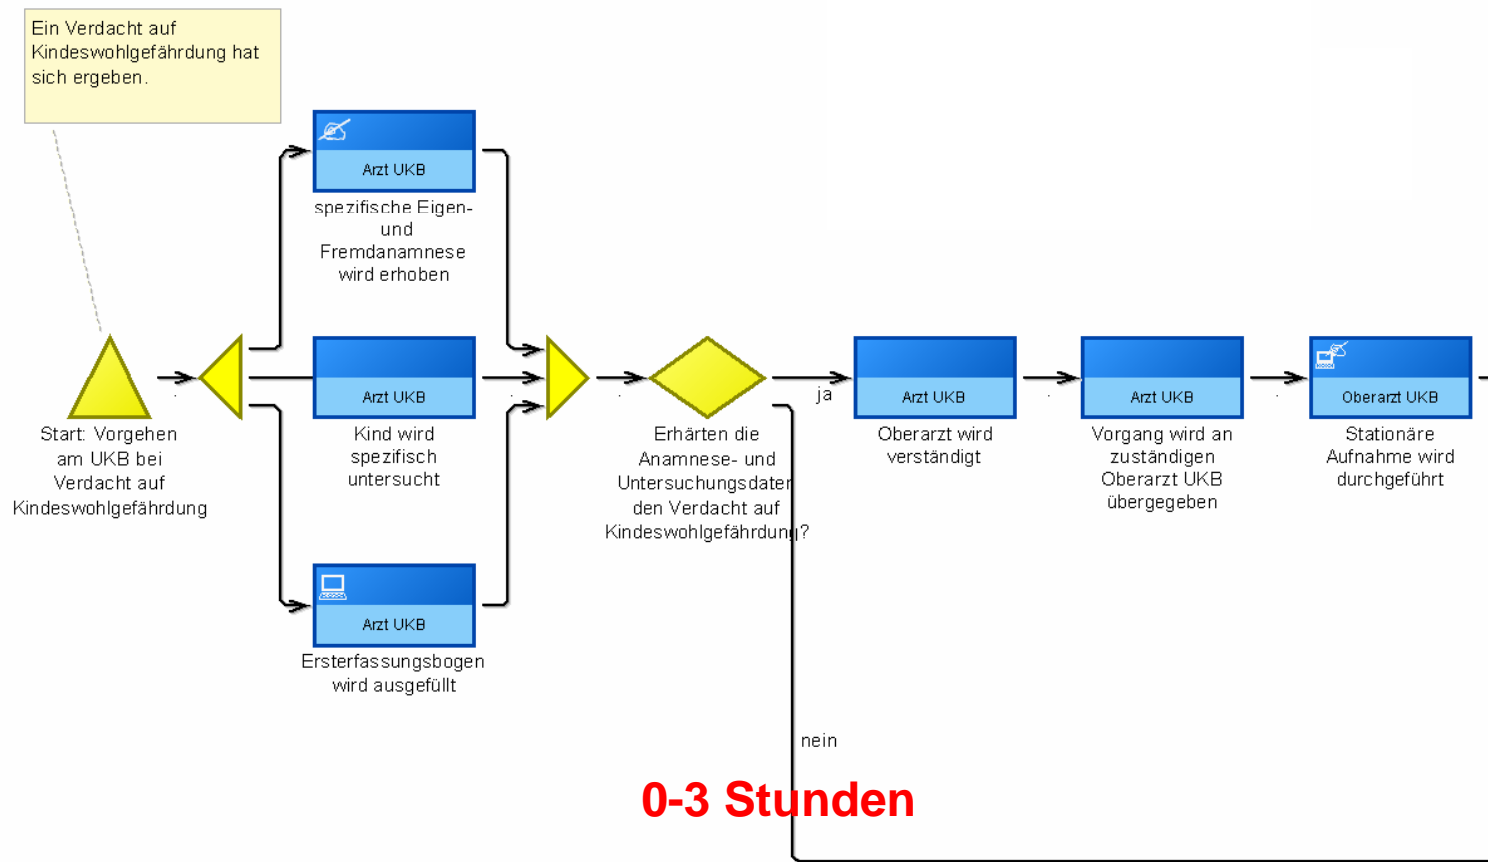 Ein Verdacht auf
Kindeswohlgefährdung hat
sich ergeben.
Arzt UKB
spezifische Eigen-
und
Fremdanamnese
wird erhoben
Start: Vorgehen
am UKB bei
Verdacht auf
Kindeswohlgefährdung
Arzt UKB
Kind wird
spezifisch
untersucht
Arzt UKB
Ersterfassungsbogen
wird ausgefüllt
Erhärten die
Anamnese- und
Untersuchungsdaten
den Verdacht auf
Kindeswohlgefährdung?
ja
Arzt UKB
Oberarzt wird
verständigt
Arzt UKB
Vorgang wird an
zuständigen
Oberarzt UKB
übergegeben
Oberarzt UKB
Stationäre
Aufnahme wird
durchgeführt
nein
0-3 Stunden